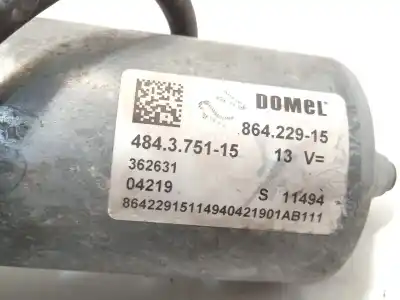 DOMEL
864.229-15
484.3.751-15 13 V=
362631
04219 S 11494
86422915114940421901AB111